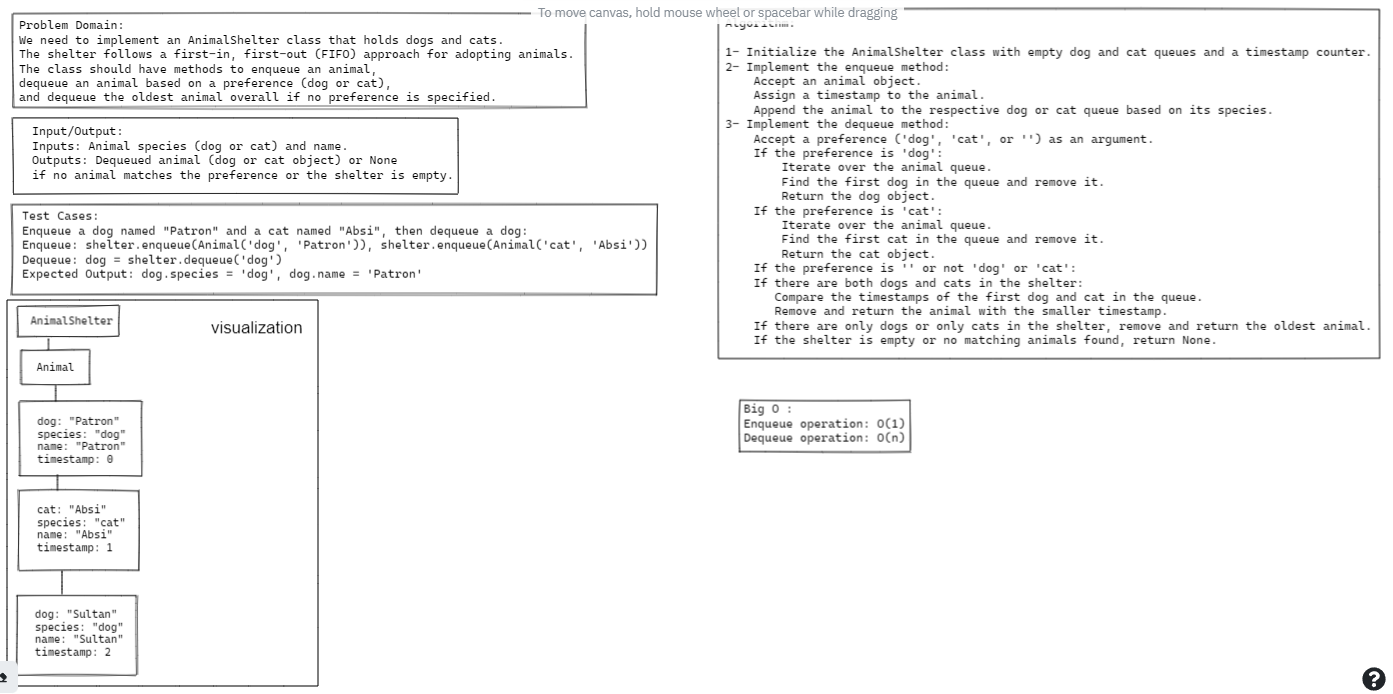 To move canvas, hold mouse wheel or spacebar while dragging
Problem Domain:
We need to implement an AnimalShelter class that holds dogs and cats.
The shelter follows a first-in, first-out (FIFO) approach for adopting animals.
The class should have methods to enqueue an animal,
dequeue an animal based on a preference (dog or cat),
and dequeue the oldest animal overall if no preference is specified.
Input/Output:
Inputs: Animal species (dog or cat) and name.
Outputs: Dequeued animal (dog or cat object) or None
if no animal matches the preference or the shelter is empty.
Test Cases:
Enqueue a dog named "Patron" and a cat named "Absi", then dequeue a dog:
Enqueue: shelter.enqueue(Animal('dog', 'Patron')), shelter.enqueue(Animal('cat', 'Absi'))
Dequeue: dog = shelter.dequeue('dog')
Expected Output: dog.species = 'dog', dog.name = 'Patron'
visualization
AnimalShelter
Animal
dog: "Patron"
species: "dog"
name: "Patron"
timestamp: 0
cat: "Absi"
species: "cat"
name: "Absi"
timestamp: 1
dog: "Sultan"
species: "dog"
name: "Sultan"
timestamp: 2
Algorithm:
1- Initialize the AnimalShelter class with empty dog and cat queues and a timestamp counter.
2- Implement the enqueue method:
Accept an animal object.
Assign a timestamp to the animal.
Append the animal to the respective dog or cat queue based on its species.
3- Implement the dequeue method:
Accept a preference ('dog', 'cat', or '') as an argument.
If the preference is 'dog':
Iterate over the animal queue.
Find the first dog in the queue and remove it.
Return the dog object.
If the preference is 'cat':
Iterate over the animal queue.
Find the first cat in the queue and remove it.
Return the cat object.
If the preference is '' or not 'dog' or 'cat':
If there are both dogs and cats in the shelter:
Compare the timestamps of the first dog and cat in the queue.
Remove and return the animal with the smaller timestamp.
If there are only dogs or only cats in the shelter, remove and return the oldest animal.
If the shelter is empty or no matching animals found, return None.
Big O :
Enqueue operation: O(1)
Dequeue operation: O(n)
?